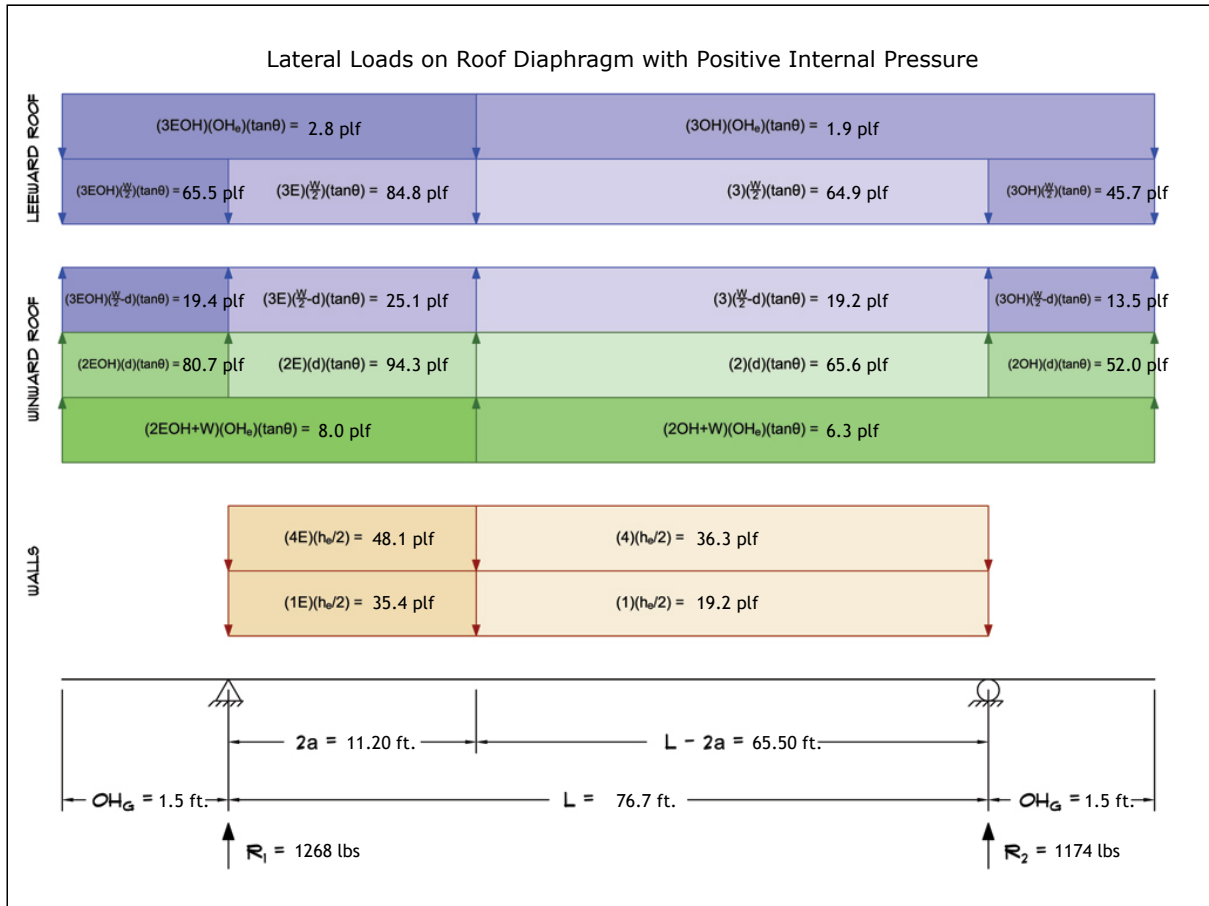 Lateral Loads on Roof Diaphragm with Positive Internal Pressure
LEEWARD ROOF
(3EOH)(OHₑ)(tanθ) = 2.8 plf
(3OH)(OHₑ)(tanθ) = 1.9 plf
(3EOH)(W/2)(tanθ) = 65.5 plf
(3E)(W/2)(tanθ) = 84.8 plf
(3)(W/2)(tanθ) = 64.9 plf
(3OH)(W/2)(tanθ) = 45.7 plf
WINWARD ROOF
(3EOH)(W/2-d)(tanθ) = 19.4 plf
(3E)(W/2-d)(tanθ) = 25.1 plf
(3)(W/2-d)(tanθ) = 19.2 plf
(3OH)(W/2-d)(tanθ) = 13.5 plf
(2EOH)(d)(tanθ) = 80.7 plf
(2E)(d)(tanθ) = 94.3 plf
(2)(d)(tanθ) = 65.6 plf
(2OH)(d)(tanθ) = 52.0 plf
(2EOH+W)(OHₑ)(tanθ) = 8.0 plf
(2OH+W)(OHₑ)(tanθ) = 6.3 plf
WALLS
(4E)(hₑ/2) = 48.1 plf
(4)(hₑ/2) = 36.3 plf
(1E)(hₑ/2) = 35.4 plf
(1)(hₑ/2) = 19.2 plf
2a = 11.20 ft.
L - 2a = 65.50 ft.
OH_G = 1.5 ft.
L = 76.7 ft.
OH_G = 1.5 ft.
R₁ = 1268 lbs
R₂ = 1174 lbs